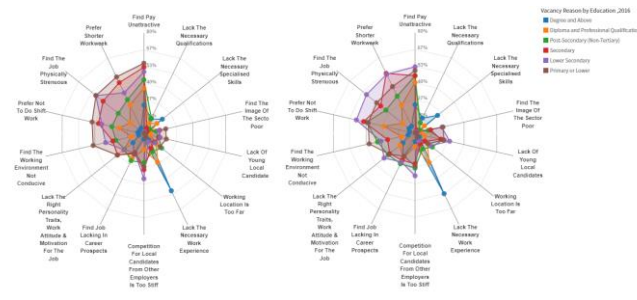 Vacancy Reason by Education ,2016
Degree and Above
Diploma and Professional Qualificatio
Post-Secondary (Non-Tertiary)
Secondary
Lower Secondary
Primary or Lower
Find Pay
Unattractive
80%
67%
Lack The
Necessary
Qualifications
Lack The
Necessary
Specialised
Skills
Find The
Image Of
The Secto
Poor
Lack Of
Young
Local
Candidate
Working
Location Is
Too Far
Lack The
Necessary
Work
Experience
Competition
For Local
Candidates
From Other
Employers
Is Too Stiff
Find Job
Lacking In
Career
Prospects
Lack The
Right
Personality
Traits,
Work
Attitude &
Motivation
For The
Job
Find The
Working
Environment
Not
Conducive
Prefer Not
To Do Shift-
Work
Find The
Job
Physically
Strenuous
Prefer
Shorter
Workweek
Find Pay
Unattractive
80%
67%
Lack The
Necessary
Qualifications
Lack The
Necessary
Specialised
Skills
Find The
Image Of
The Sector
Poor
Lack Of
Young
Local
Candidates
Working
Location Is
Too Far
Lack The
Necessary
Work
Experience
Competition
For Local
Candidates
From Other
Employers
Is Too Stiff
Find Job
Lacking In
Career
Prospects
Lack The
Right
Personality
Traits,
Work
Attitude &
Motivation
For The
Job
Find The
Working
Environment
Not
Conducive
Prefer Not
To Do Shift-
Work
Find The
Job
Physically
Strenuous
Prefer
Shorter
Workweek